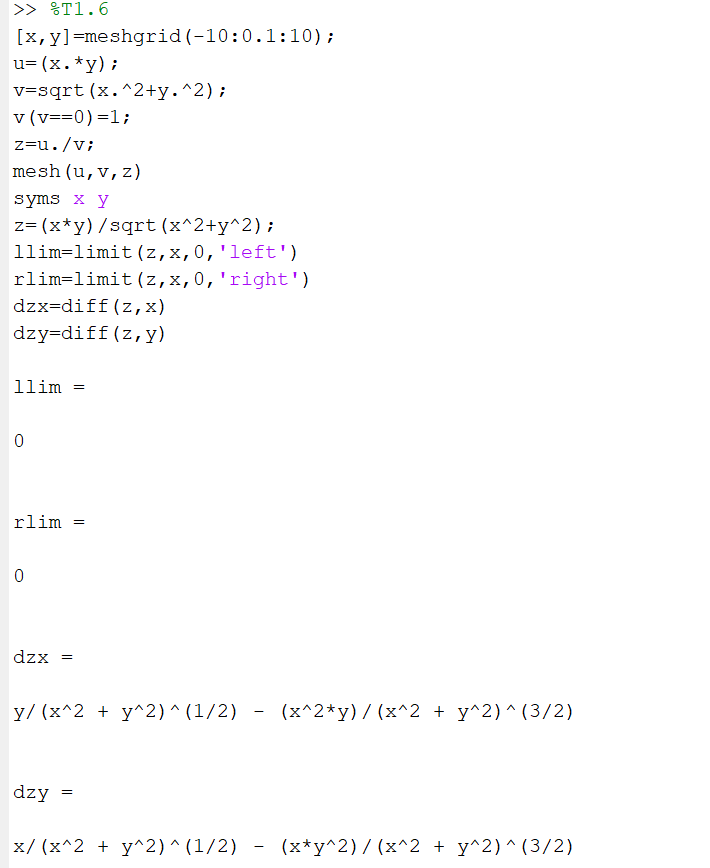 >> %T1.6
[x,y]=meshgrid(-10:0.1:10);
u=(x.*y);
v=sqrt(x.^2+y.^2);
v(v==0)=1;
z=u./v;
mesh(u,v,z)
syms x y
z=(x*y)/sqrt(x^2+y^2);
llim=limit(z,x,0,'left')
rlim=limit(z,x,0,'right')
dzx=diff(z,x)
dzy=diff(z,y)
llim =
0
rlim =
0
dzx =
y/(x^2 + y^2)^(1/2) - (x^2*y)/(x^2 + y^2)^(3/2)
dzy =
x/(x^2 + y^2)^(1/2) - (x*y^2)/(x^2 + y^2)^(3/2)